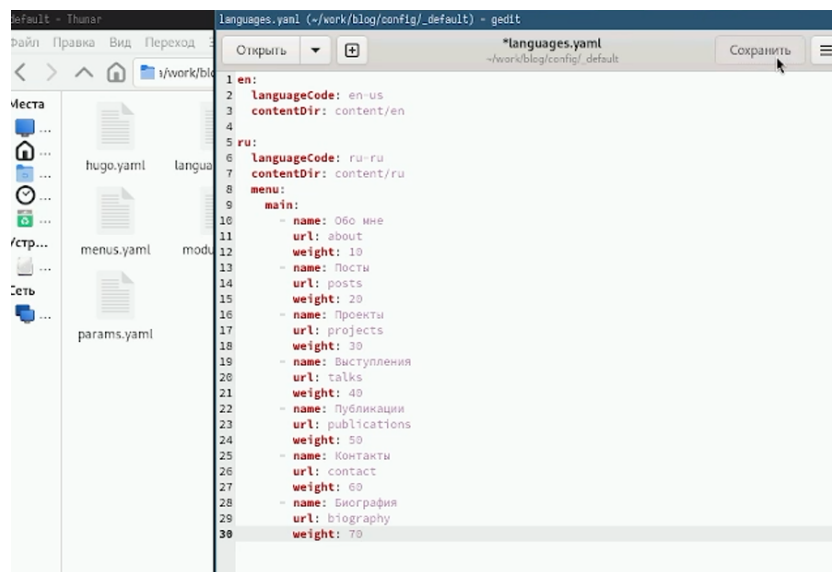 default - Thunar
Файл Правка Вид Переход
/work/blo
Места
Устр...
Сеть
hugo.yaml
langua
menus.yaml
modu
params.yaml
languages.yaml (~/work/blog/config/_default) - gedit
Открыть
*languages.yaml
~/work/blog/config/_default
Сохранить
1 en:
2 languageCode: en-us
3 contentDir: content/en
4
5 ru:
6 languageCode: ru-ru
7 contentDir: content/ru
8 menu:
9 main:
10 - name: Обо мне
11 url: about
12 weight: 10
13 - name: Посты
14 url: posts
15 weight: 20
16 - name: Проекты
17 url: projects
18 weight: 30
19 - name: Выступления
20 url: talks
21 weight: 40
22 - name: Публикации
23 url: publications
24 weight: 50
25 - name: Контакты
26 url: contact
27 weight: 60
28 - name: Биография
29 url: biography
30 weight: 70